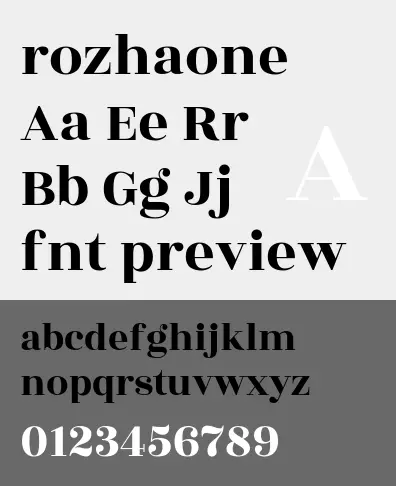 rozhaone
Aa Ee Rr
A
Bb Gg Jj
fnt preview
abcdefghijklm
nopqrstuvwxyz
0123456789